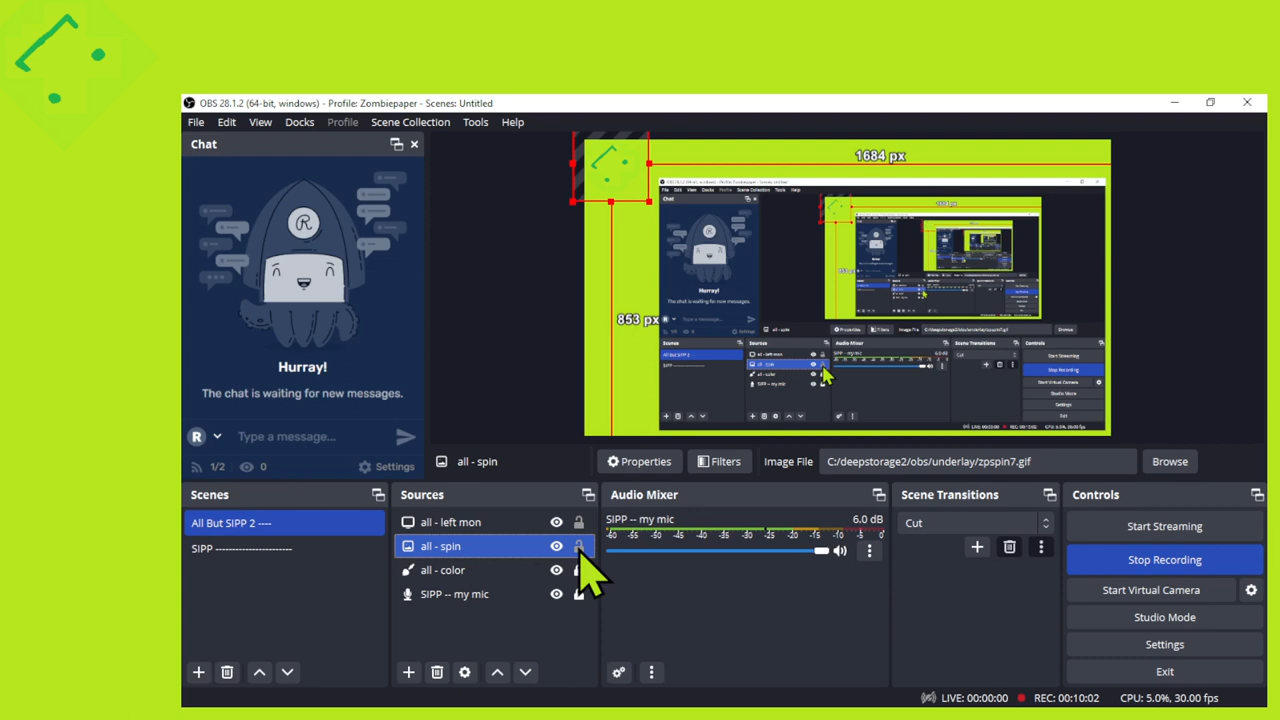 OBS 28.1.2 (64-bit, windows) - Profile: Zombiepaper - Scenes: Untitled
File Edit View Docks Profile Scene Collection Tools Help
Chat
R
Hurray!
The chat is waiting for new messages.
R Type a message...
1/2 0 Settings
1684 px
853 px
all - spin Properties Filters Image File C:/deepstorage2/obs/underlay/zpspin7.gif Browse
Scenes
All But SIPP 2 ----
SIPP ----------------------
Sources
all - left mon
all - spin
all - color
SIPP -- my mic
Audio Mixer
SIPP -- my mic 6.0 dB
-60 -55 -50 -45 -40 -35 -30 -25 -20 -15 -10 -5 0
Scene Transitions
Cut
Controls
Start Streaming
Stop Recording
Start Virtual Camera
Studio Mode
Settings
Exit
LIVE: 00:00:00 REC: 00:10:02 CPU: 5.0%, 30.00 fps